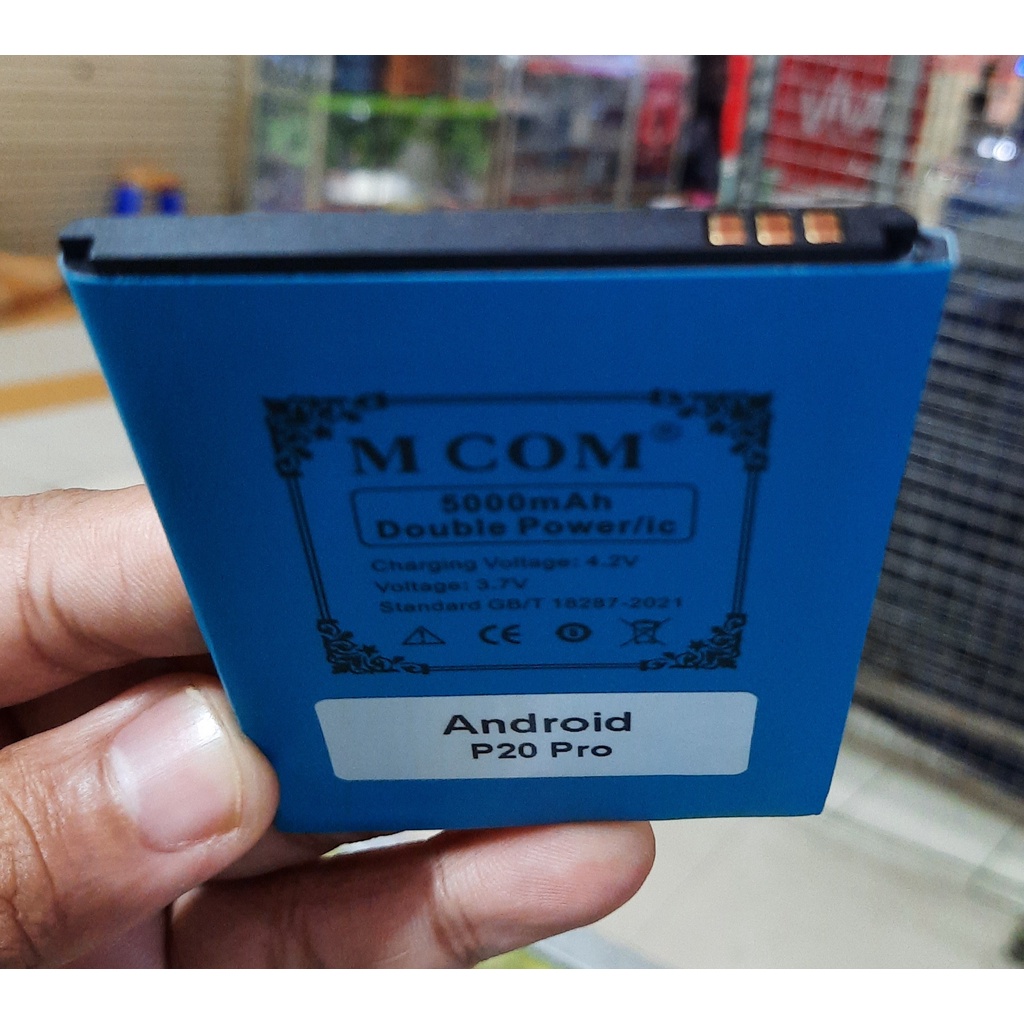 M COM®
5000mAh
Double Power/ic
Charging Voltage: 4.2V
Voltage: 3.7V
Standard GB/T 18287-2021
CE
Android
P20 Pro